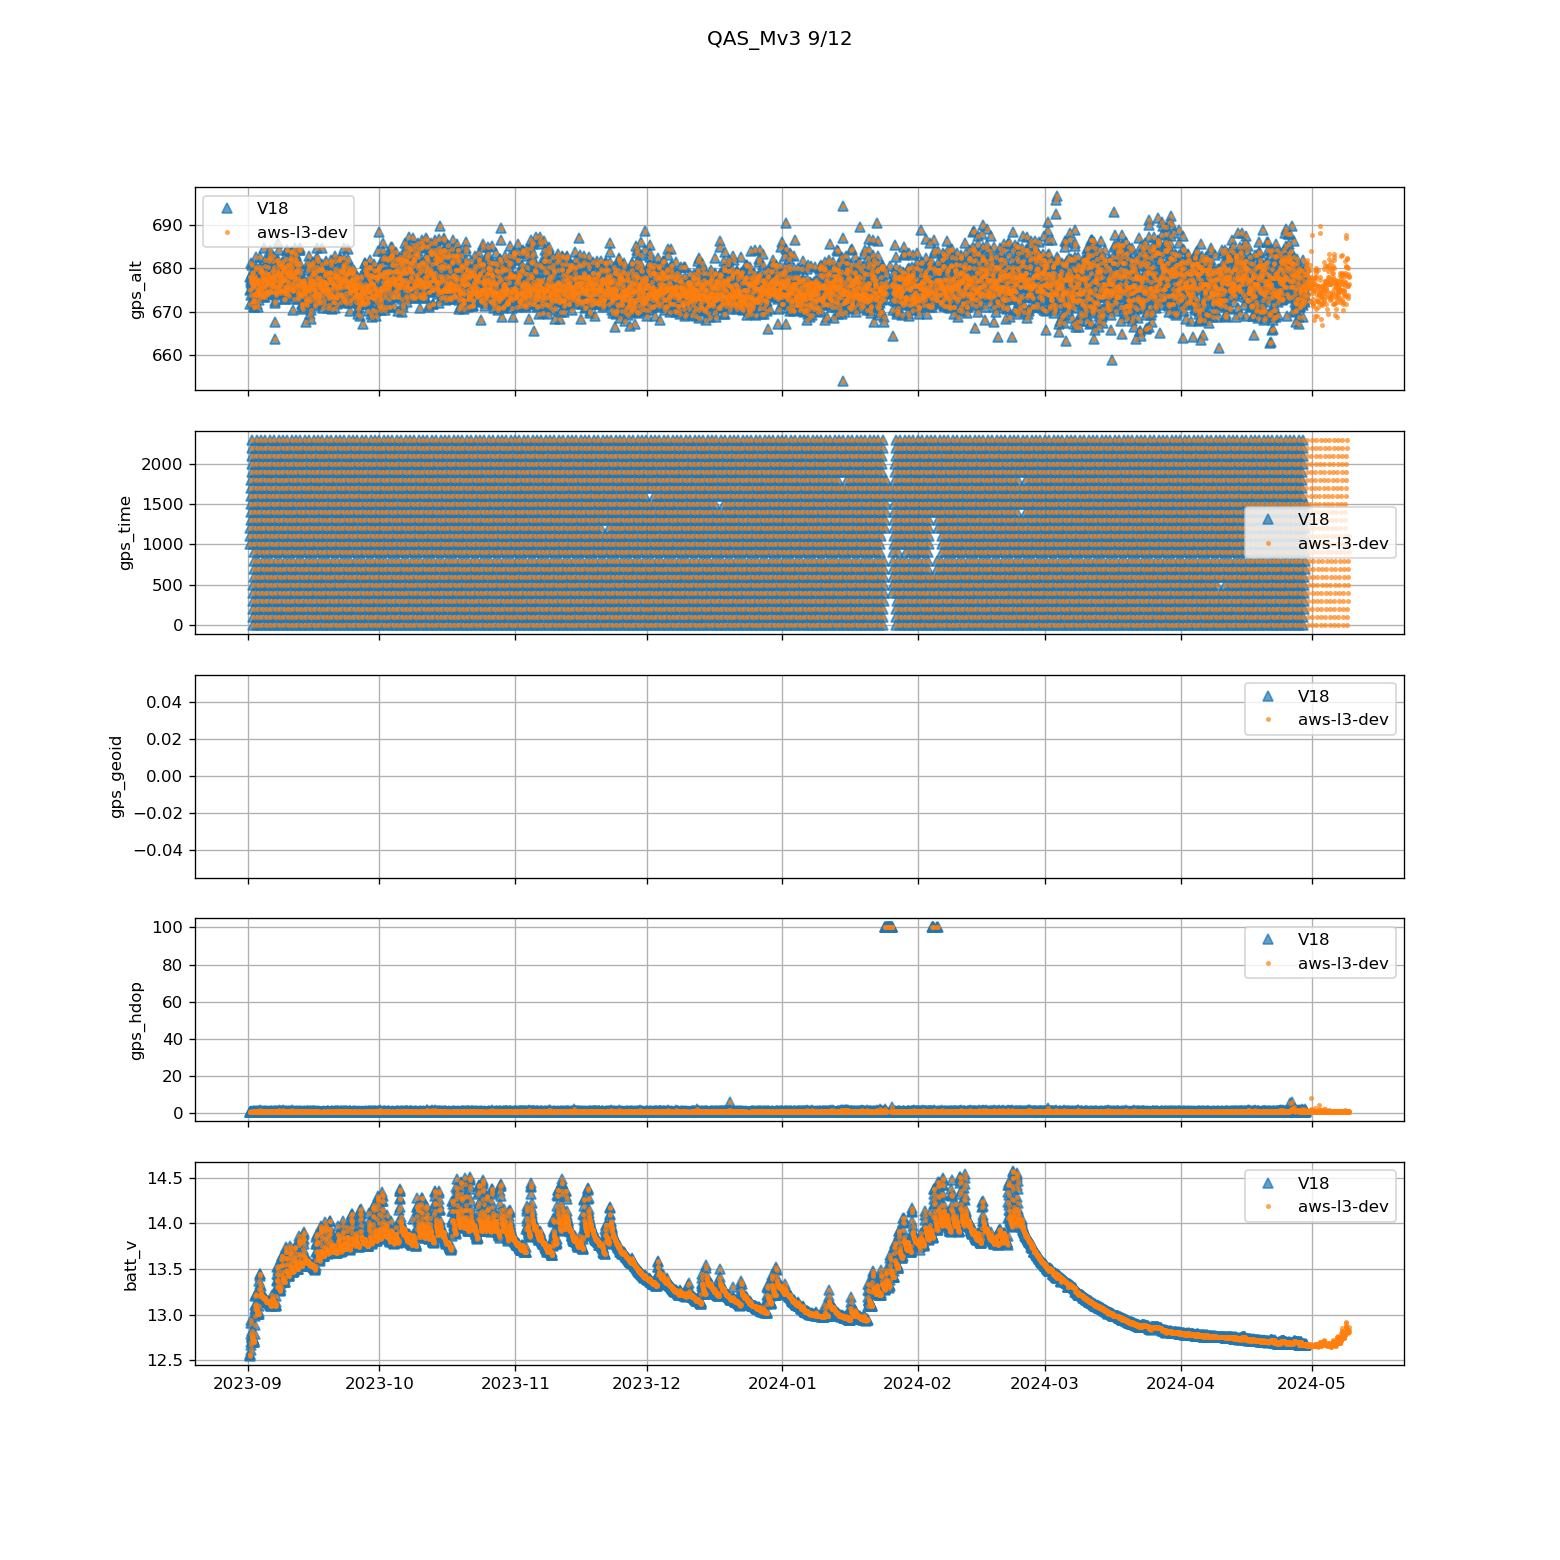 QAS_Mv3 9/12
V18
aws-l3-dev
690
680
670
660
gps_alt
2000
1500
1000
500
0
gps_time
V18
aws-l3-dev
0.04
0.02
0.00
−0.02
−0.04
gps_geoid
V18
aws-l3-dev
100
80
60
40
20
0
gps_hdop
V18
aws-l3-dev
14.5
14.0
13.5
13.0
12.5
batt_v
V18
aws-l3-dev
2023-09 2023-10 2023-11 2023-12 2024-01 2024-02 2024-03 2024-04 2024-05